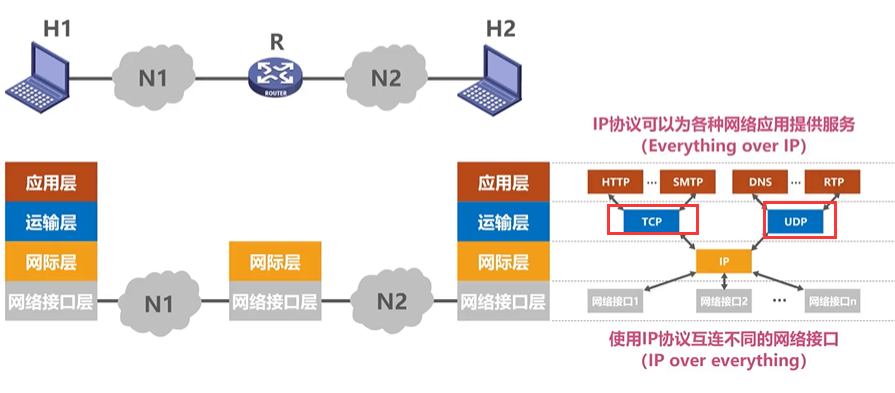 H1
R
H2
N1
N2
ROUTER
IP协议可以为各种网络应用提供服务
（Everything over IP）
应用层
应用层
HTTP ··· SMTP DNS ··· RTP
运输层
运输层
TCP UDP
网际层
网际层
网际层
IP
网络接口层
N1
网络接口层
N2
网络接口层
网络接口1 网络接口2 ··· 网络接口n
使用IP协议互连不同的网络接口
（IP over everything）